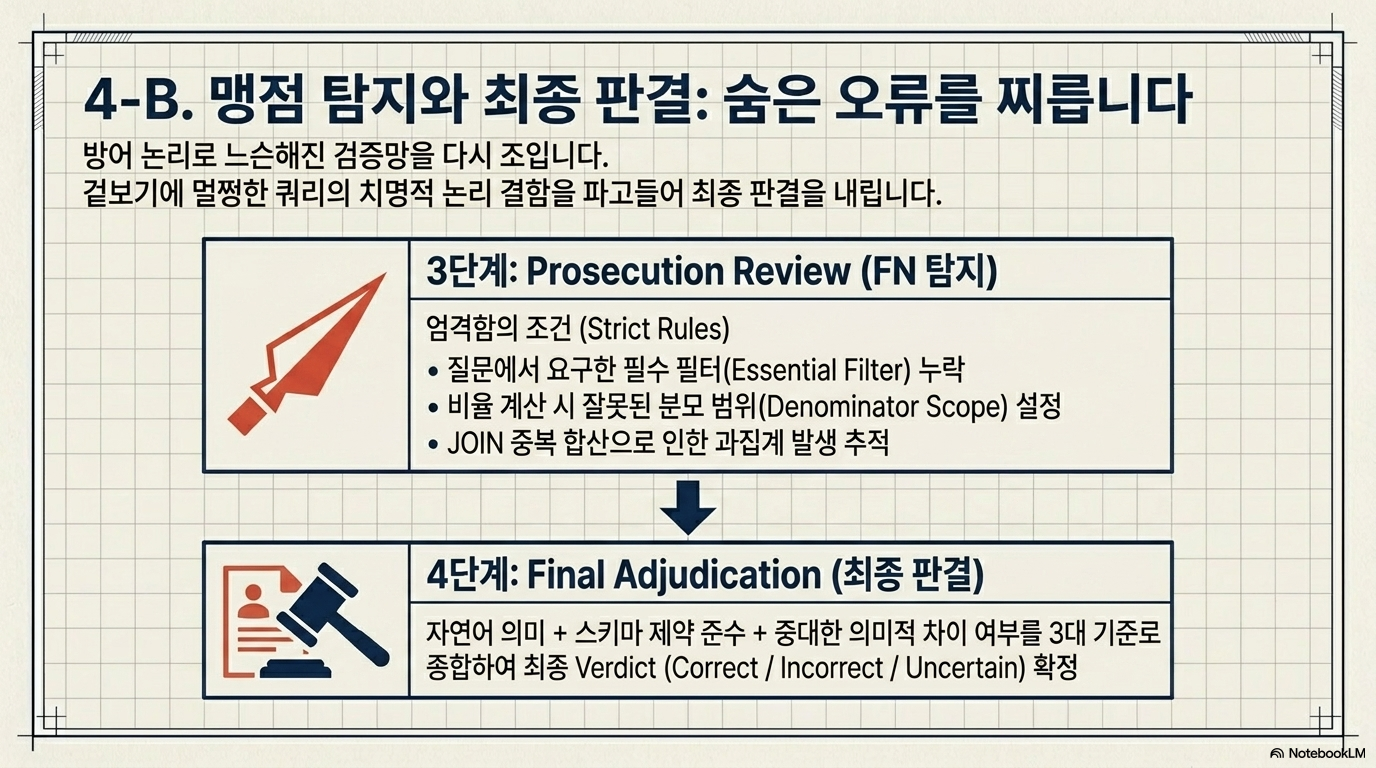 4-B. 맹점 탐지와 최종 판결: 숨은 오류를 찌릅니다
방어 논리로 느슨해진 검증망을 다시 조입니다.
겉보기에 멀쩡한 쿼리의 치명적 논리 결함을 파고들어 최종 판결을 내립니다.
3단계: Prosecution Review (FN 탐지)
엄격함의 조건 (Strict Rules)
• 질문에서 요구한 필수 필터(Essential Filter) 누락
• 비율 계산 시 잘못된 분모 범위(Denominator Scope) 설정
• JOIN 중복 합산으로 인한 과집계 발생 추적
4단계: Final Adjudication (최종 판결)
자연어 의미 + 스키마 제약 준수 + 중대한 의미적 차이 여부를 3대 기준로
종합하여 최종 Verdict (Correct / Incorrect / Uncertain) 확정
NotebookLM